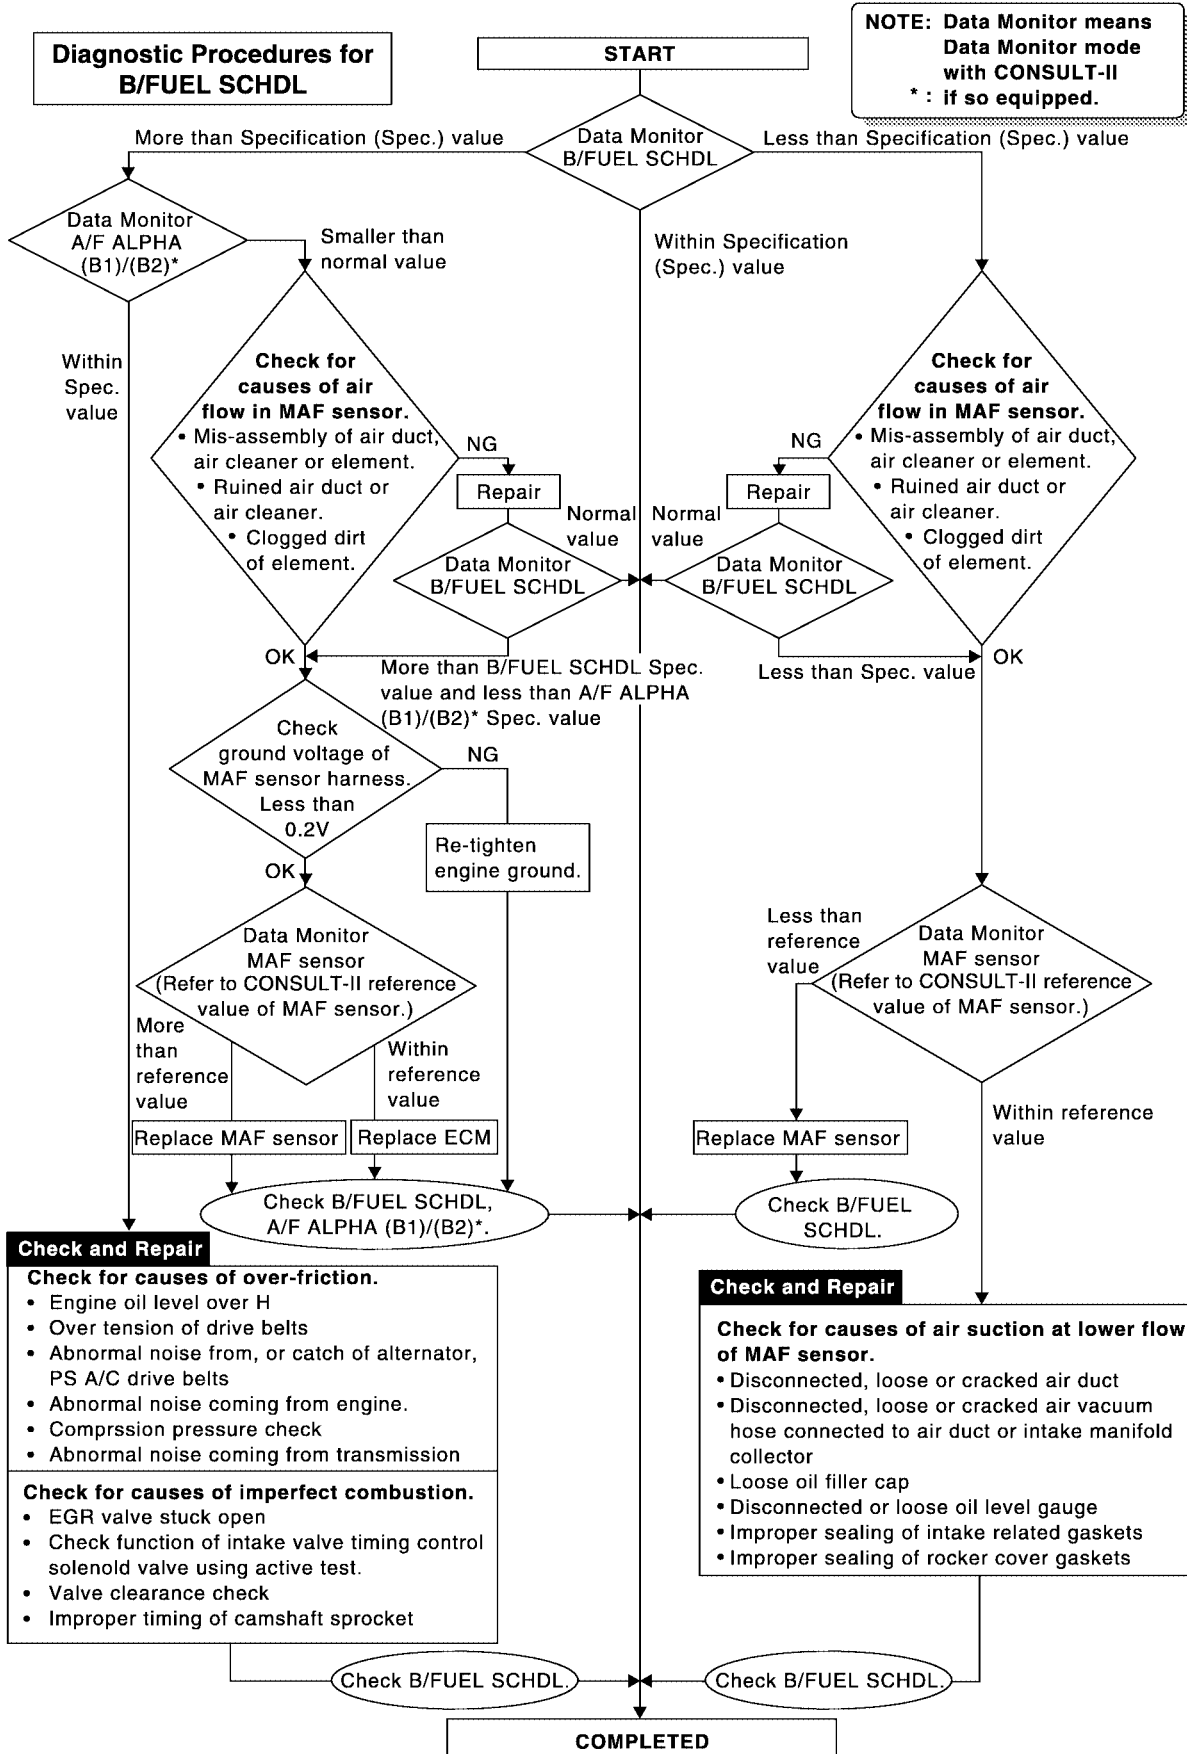 Diagnostic Procedures for
B/FUEL SCHDL
START
NOTE: Data Monitor means
Data Monitor mode
with CONSULT-II
* : if so equipped.
More than Specification (Spec.) value
Data Monitor
B/FUEL SCHDL
Less than Specification (Spec.) value
Data Monitor
A/F ALPHA
(B1)/(B2)*
Smaller than
normal value
Within Specification
(Spec.) value
Within
Spec.
value
Check for
causes of air
flow in MAF sensor.
• Mis-assembly of air duct,
air cleaner or element.
• Ruined air duct or
air cleaner.
• Clogged dirt
of element.
NG
Repair
Normal
value
Data Monitor
B/FUEL SCHDL
Check for
causes of air
flow in MAF sensor.
• Mis-assembly of air duct,
air cleaner or element.
• Ruined air duct or
air cleaner.
• Clogged dirt
of element.
NG
Repair
Normal
value
Data Monitor
B/FUEL SCHDL
OK
More than B/FUEL SCHDL Spec.
value and less than A/F ALPHA
(B1)/(B2)* Spec. value
Less than Spec. value
OK
Check
ground voltage of
MAF sensor harness.
Less than
0.2V
NG
Re-tighten
engine ground.
OK
Data Monitor
MAF sensor
(Refer to CONSULT-II reference
value of MAF sensor.)
More
than
reference
value
Within
reference
value
Replace MAF sensor
Replace ECM
Check B/FUEL SCHDL,
A/F ALPHA (B1)/(B2)*.
Less than
reference
value
Data Monitor
MAF sensor
(Refer to CONSULT-II reference
value of MAF sensor.)
Replace MAF sensor
Within reference
value
Check B/FUEL
SCHDL.
Check and Repair
Check for causes of over-friction.
• Engine oil level over H
• Over tension of drive belts
• Abnormal noise from, or catch of alternator,
PS A/C drive belts
• Abnormal noise coming from engine.
• Comprssion pressure check
• Abnormal noise coming from transmission
Check for causes of imperfect combustion.
• EGR valve stuck open
• Check function of intake valve timing control
solenold valve using active test.
• Valve clearance check
• Improper timing of camshaft sprocket
Check and Repair
Check for causes of air suction at lower flow
of MAF sensor.
• Disconnected, loose or cracked air duct
• Disconnected, loose or cracked air vacuum
hose connected to air duct or intake manifold
collector
• Loose oil filler cap
• Disconnected or loose oil level gauge
• Improper sealing of intake related gaskets
• Improper sealing of rocker cover gaskets
Check B/FUEL SCHDL.
Check B/FUEL SCHDL.
COMPLETED